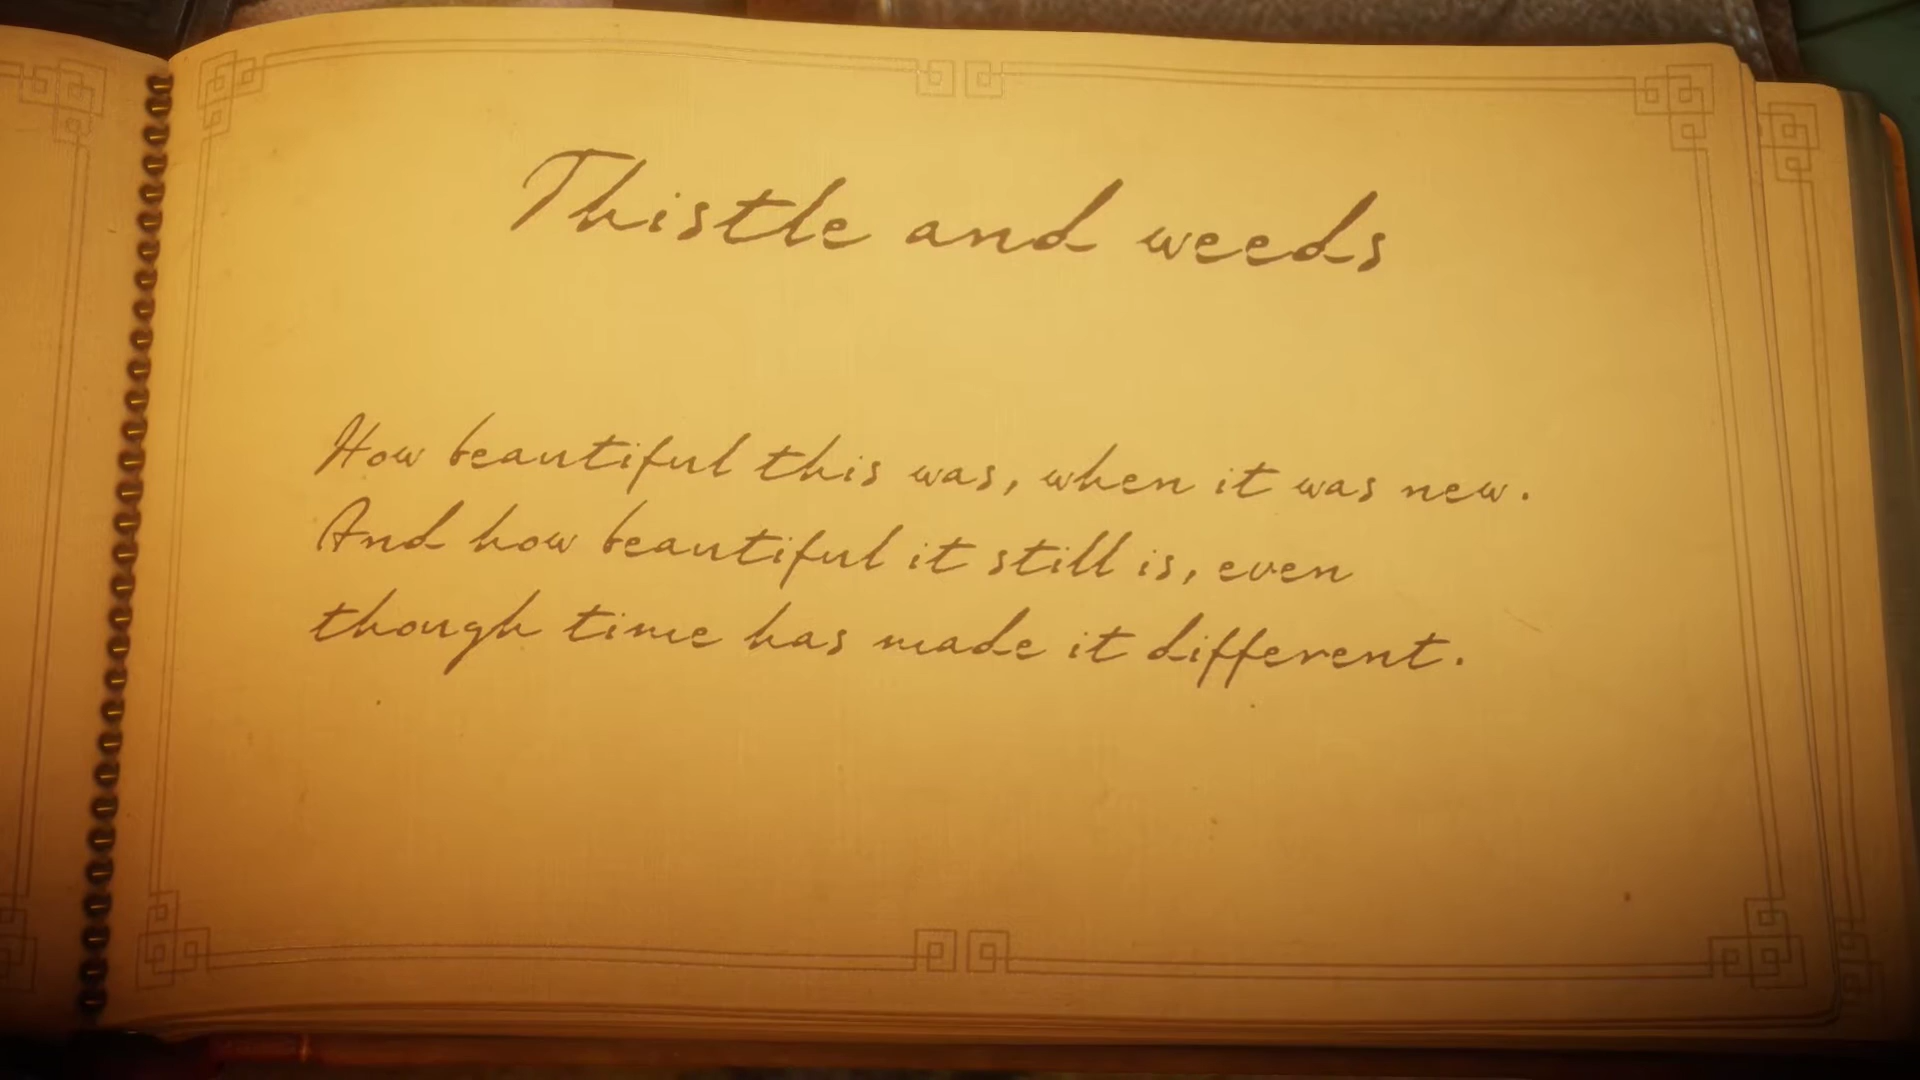 Thistle and weeds
How beautiful this was, when it was new.
And how beautiful it still is, even
though time has made it different.